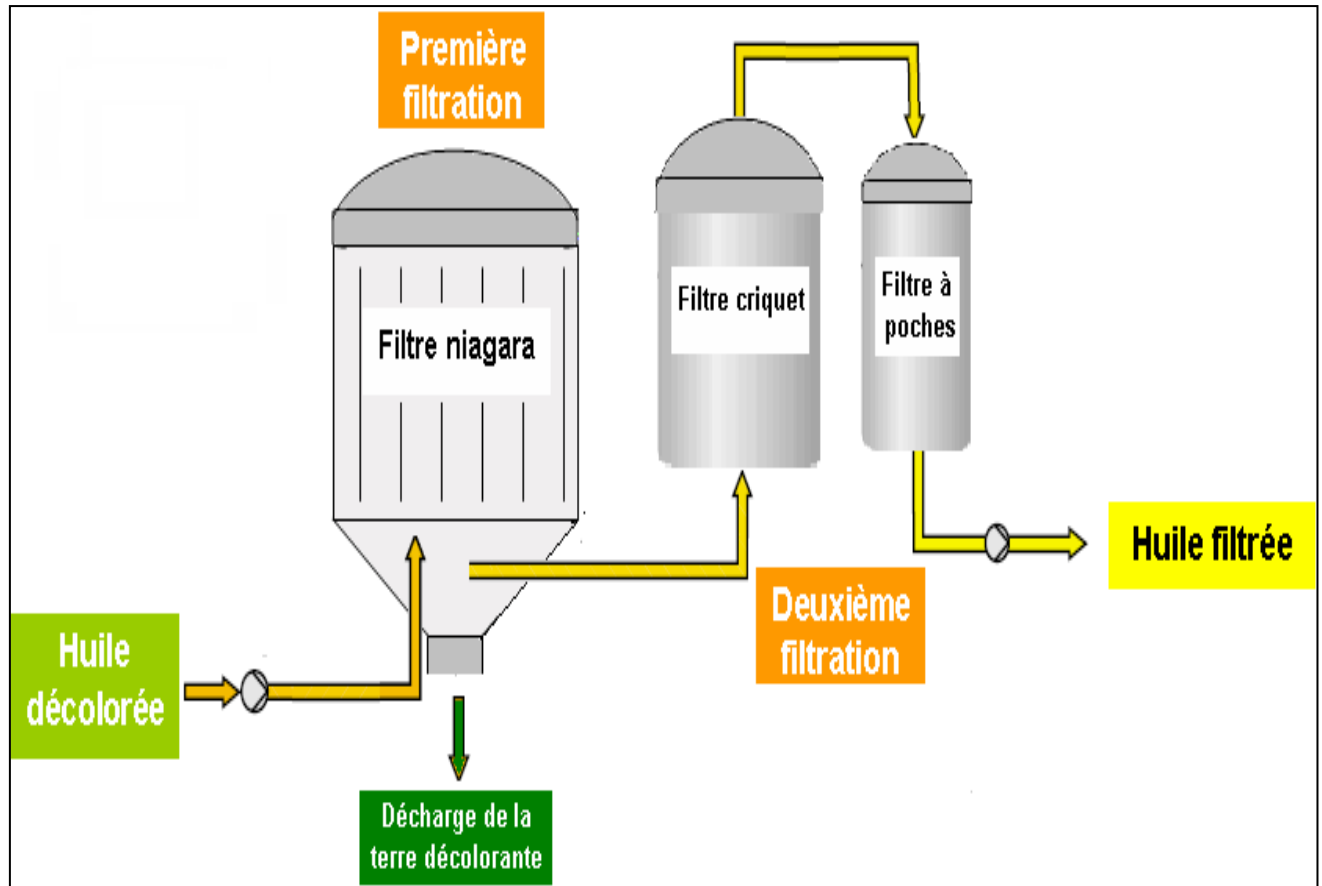 Première
filtration
Filtre niagara
Filtre criquet
Filtre à
poches
Huile filtrée
Deuxième
filtration
Huile
décolorée
Décharge de la
terre décolorante